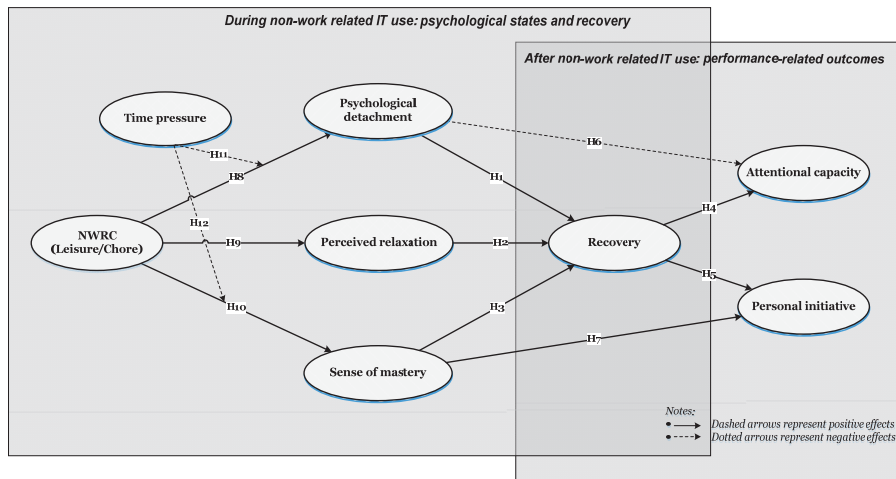 During non-work related IT use: psychological states and recovery
After non-work related IT use: performance-related outcomes
Time pressure
Psychological
detachment
H11
H8
H6
H1
Attentional capacity
H12
H4
NWRC
(Leisure/Chore)
H9
Perceived relaxation
H2
Recovery
H5
H10
H3
Personal initiative
H7
Sense of mastery
Notes:
Dashed arrows represent positive effects
Dotted arrows represent negative effects